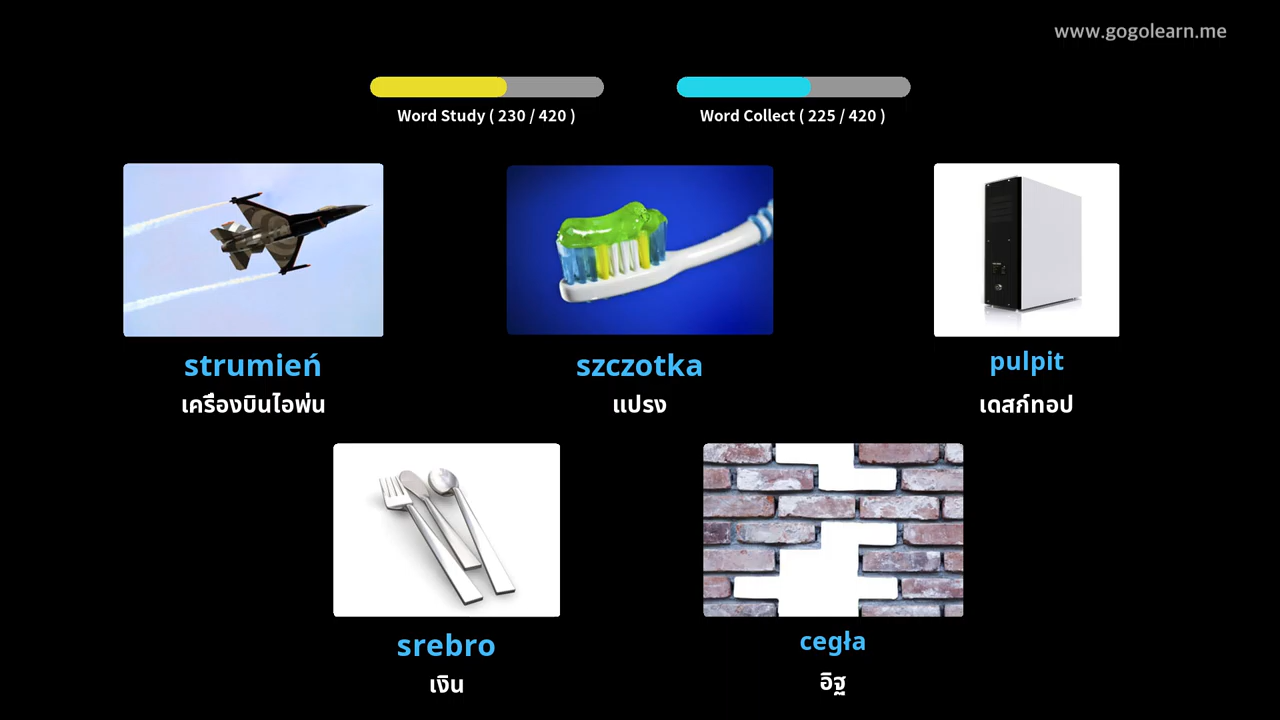 www.gogolearn.me
Word Study ( 230 / 420 )
Word Collect ( 225 / 420 )
strumień
szczotka
pulpit
เครื่องบินไอพ่น
แปรง
เดสก์ทอป
srebro
cegła
เงิน
อิฐ